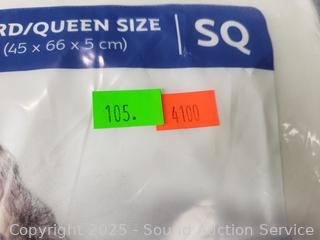 RD/QUEEN SIZE
(45 x 66 x 5 cm)
SQ
105.
4100
Copyright 2025 - Sound Auction Service